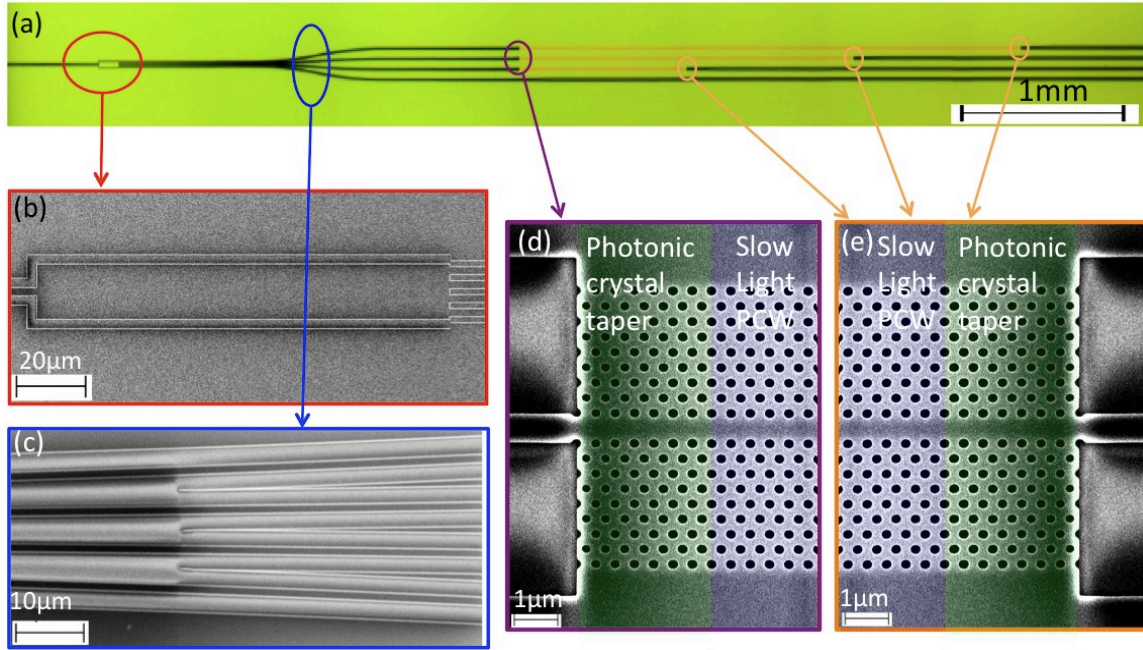 (a)
1mm
(b)
20μm
(c)
10μm
(d)
Photonic
crystal
taper
Slow
Light
PCW
1μm
(e)
Slow
Light
PCW
Photonic
crystal
taper
1μm